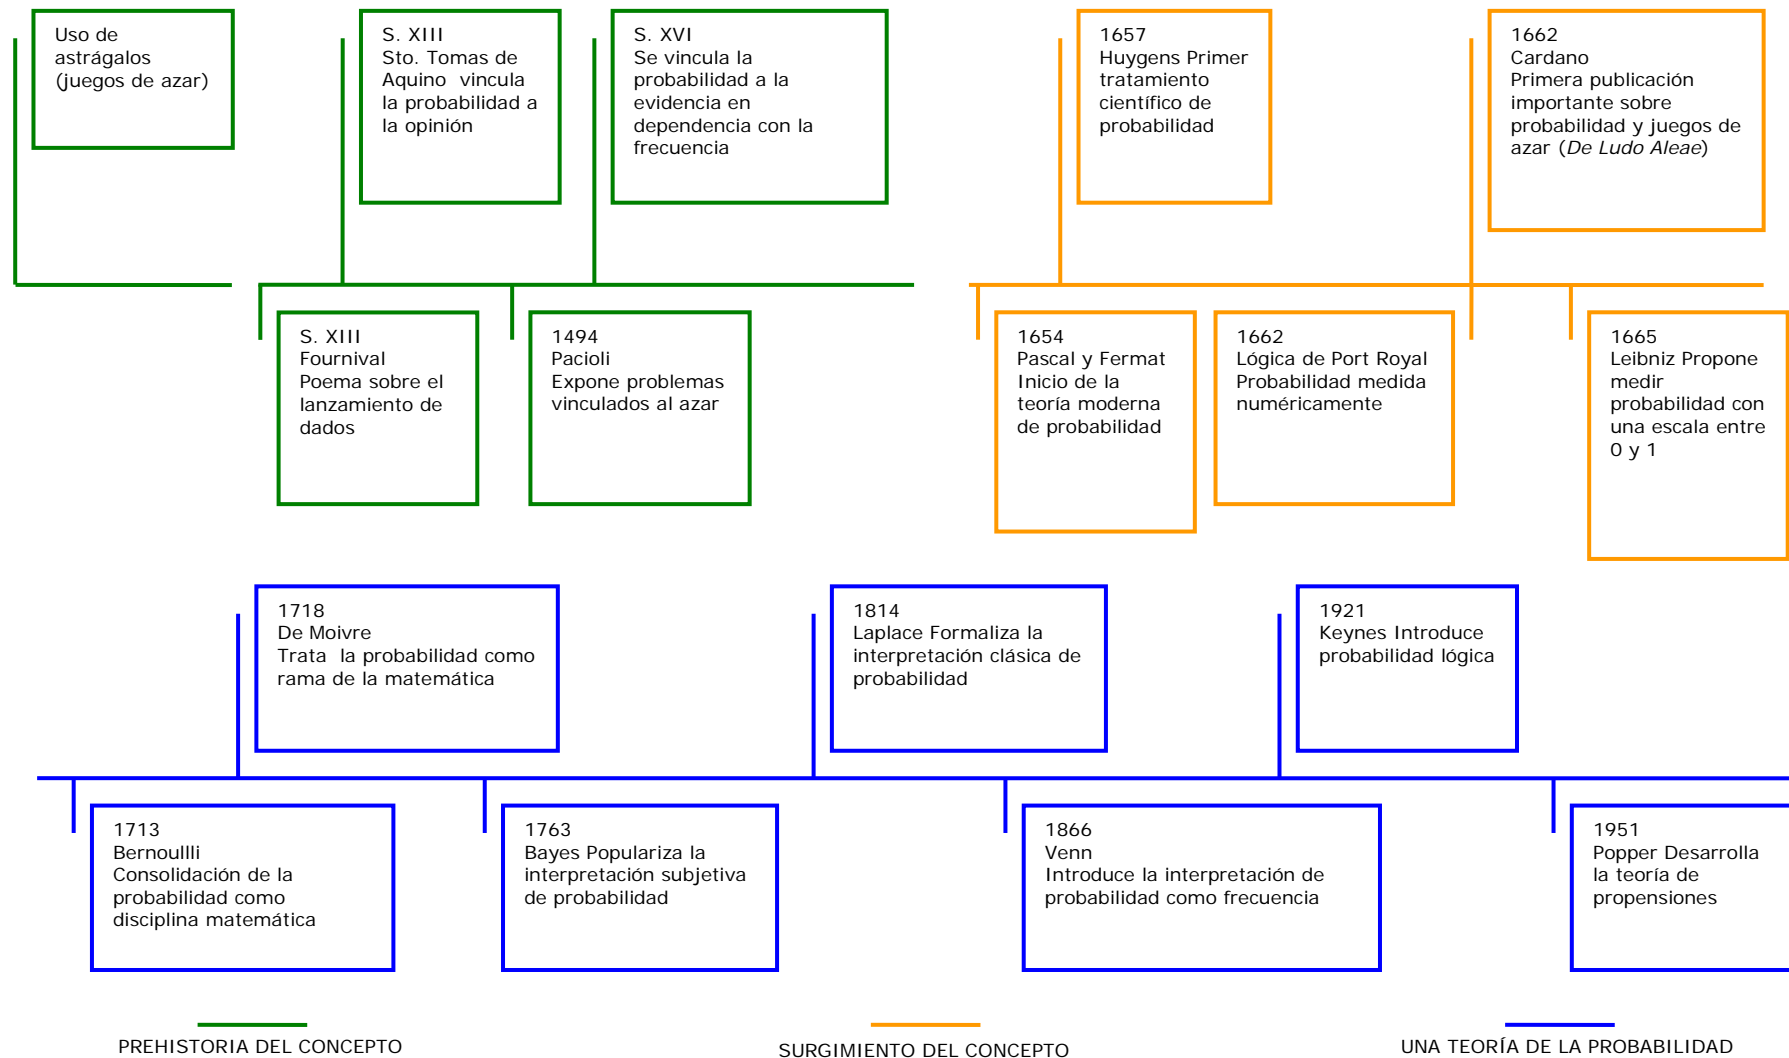 Uso de
astrágalos
(juegos de azar)
S. XIII
Sto. Tomas de
Aquino vincula
la probabilidad a
la opinión
S. XVI
Se vincula la
probabilidad a la
evidencia en
dependencia con la
frecuencia
1657
Huygens Primer
tratamiento
científico de
probabilidad
1662
Cardano
Primera publicación
importante sobre
probabilidad y juegos de
azar (De Ludo Aleae)
S. XIII
Fournival
Poema sobre el
lanzamiento de
dados
1494
Pacioli
Expone problemas
vinculados al azar
1654
Pascal y Fermat
Inicio de la
teoría moderna
de probabilidad
1662
Lógica de Port Royal
Probabilidad medida
numéricamente
1665
Leibniz Propone
medir
probabilidad con
una escala entre
0 y 1
1718
De Moivre
Trata la probabilidad como
rama de la matemática
1814
Laplace Formaliza la
interpretación clásica de
probabilidad
1921
Keynes Introduce
probabilidad lógica
1713
Bernoullli
Consolidación de la
probabilidad como
disciplina matemática
1763
Bayes Populariza la
interpretación subjetiva
de probabilidad
1866
Venn
Introduce la interpretación de
probabilidad como frecuencia
1951
Popper Desarrolla
la teoría de
propensiones
PREHISTORIA DEL CONCEPTO
SURGIMIENTO DEL CONCEPTO
UNA TEORÍA DE LA PROBABILIDAD